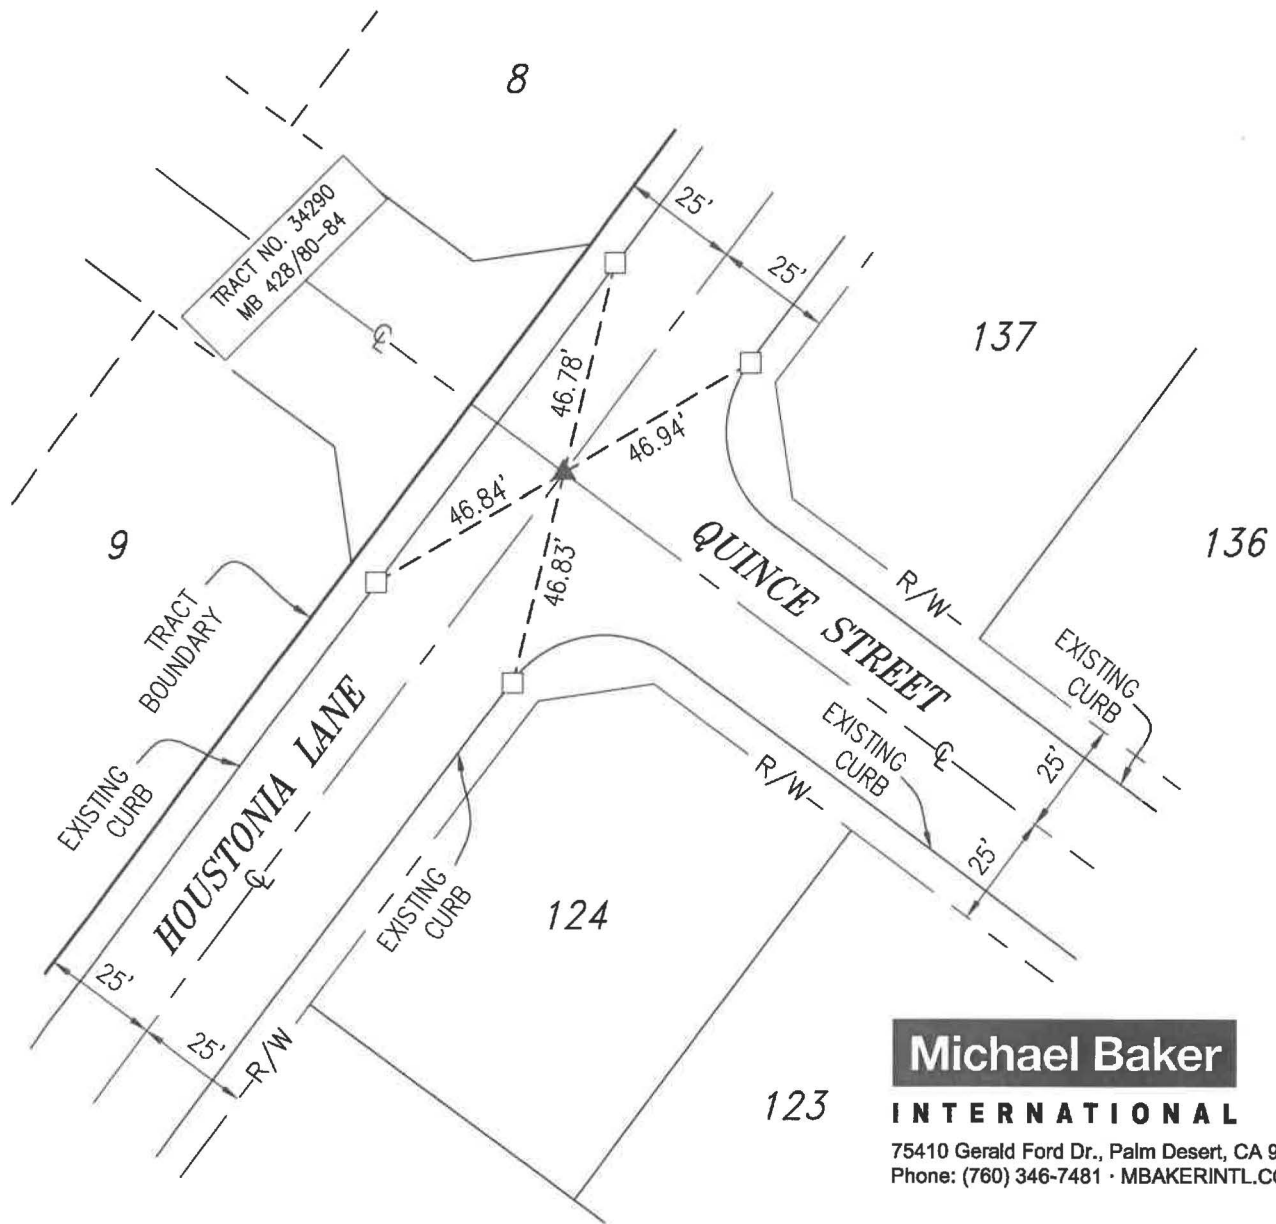 8
TRACT NO. 34290
MB 428/80-84
25'
25'
℄
137
46.78'
46.94'
46.84'
46.83'
9
136
QUINCE STREET
R/W
TRACT
BOUNDARY
EXISTING
CURB
EXISTING
CURB
HOUSTONIA LANE
℄
EXISTING
CURB
℄
R/W
25'
25'
EXISTING
CURB
124
25'
25'
R/W
123
Michael Baker
INTERNATIONAL
75410 Gerald Ford Dr., Palm Desert, CA 9
Phone: (760) 346-7481 · MBAKERINTL.CO